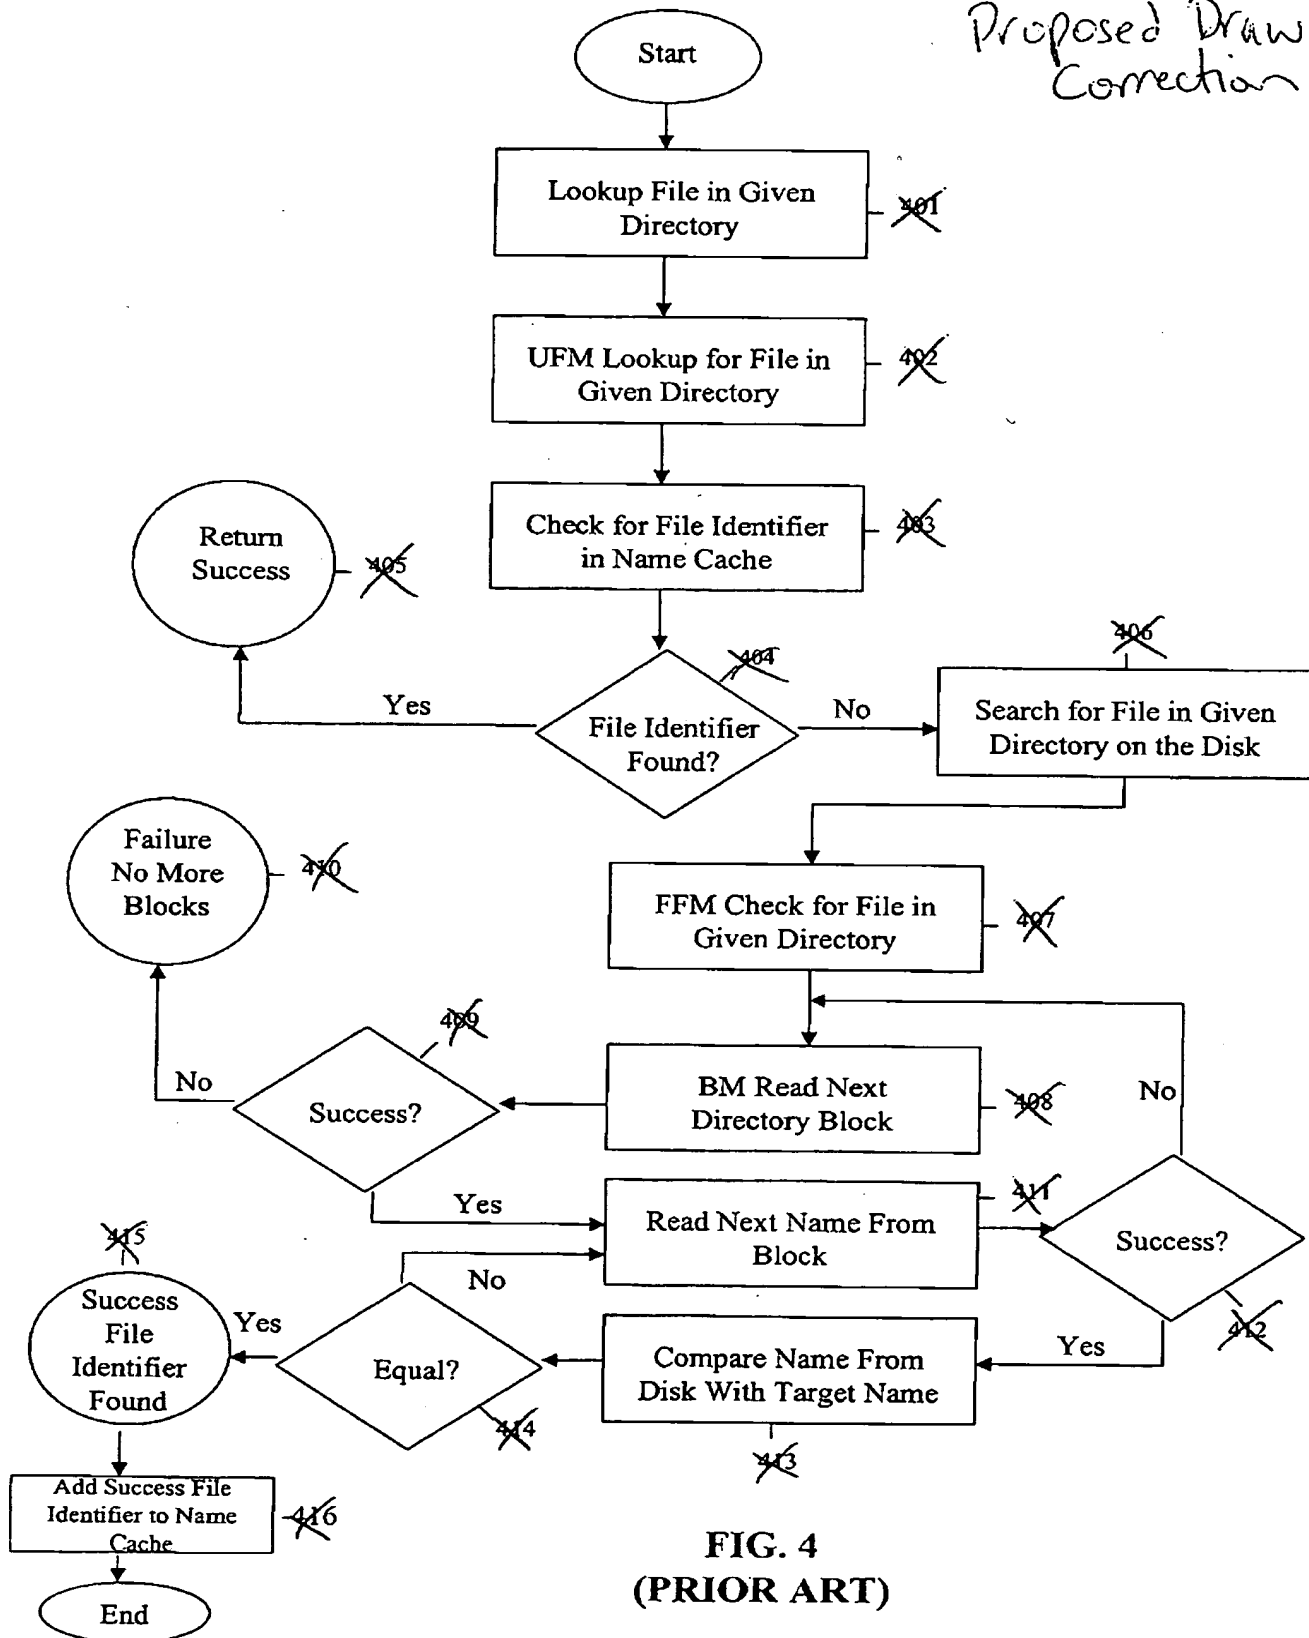 Proposed Draw
Correction
Start
Lookup File in Given
Directory
401
UFM Lookup for File in
Given Directory
402
Check for File Identifier
in Name Cache
403
Return
Success
405
404
File Identifier
Found?
Yes
No
406
Search for File in Given
Directory on the Disk
Failure
No More
Blocks
410
FFM Check for File in
Given Directory
407
409
Success?
No
Yes
BM Read Next
Directory Block
408
No
411
Read Next Name From
Block
Success?
412
Yes
415
Success
File
Identifier
Found
Yes
No
Equal?
414
Compare Name From
Disk With Target Name
413
Add Success File
Identifier to Name
Cache
416
End
FIG. 4
(PRIOR ART)